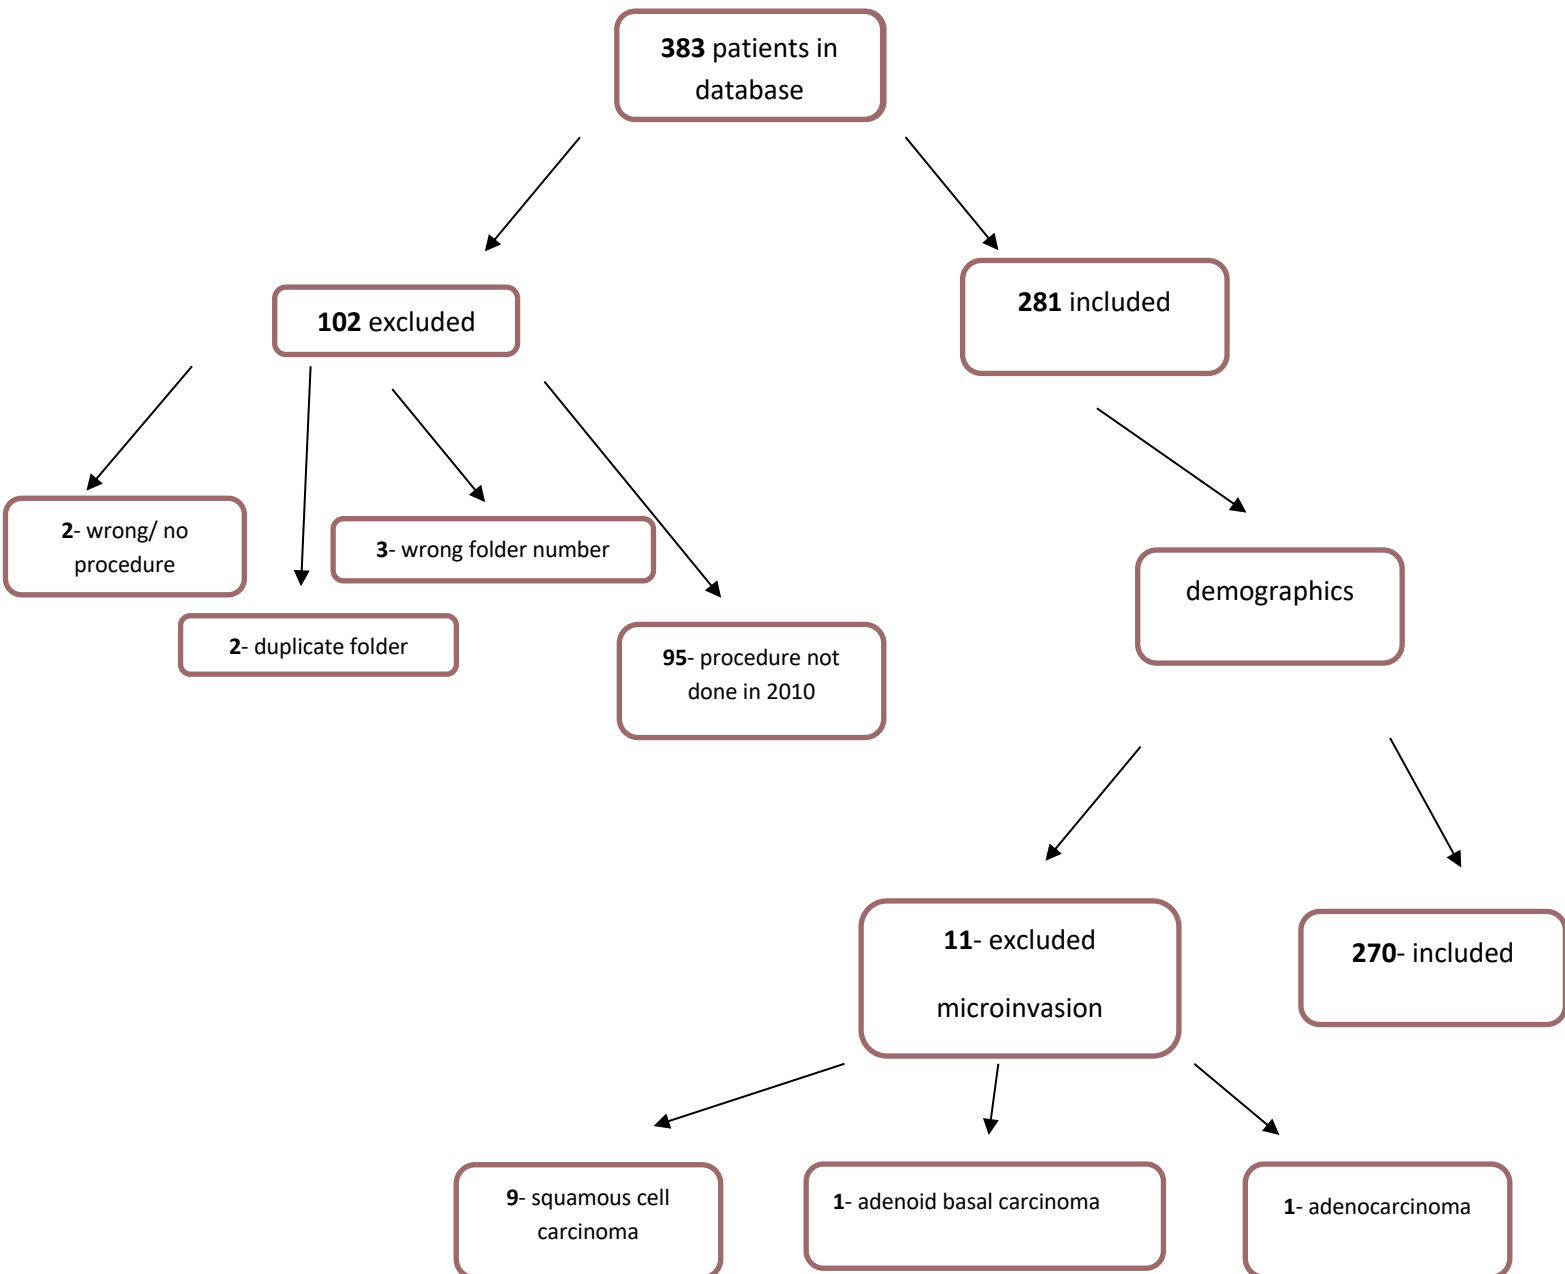 383 patients in
database
102 excluded
281 included
2- wrong/ no
procedure
3- wrong folder number
2- duplicate folder
95- procedure not
done in 2010
demographics
11- excluded
microinvasion
270- included
9- squamous cell
carcinoma
1- adenoid basal carcinoma
1- adenocarcinoma